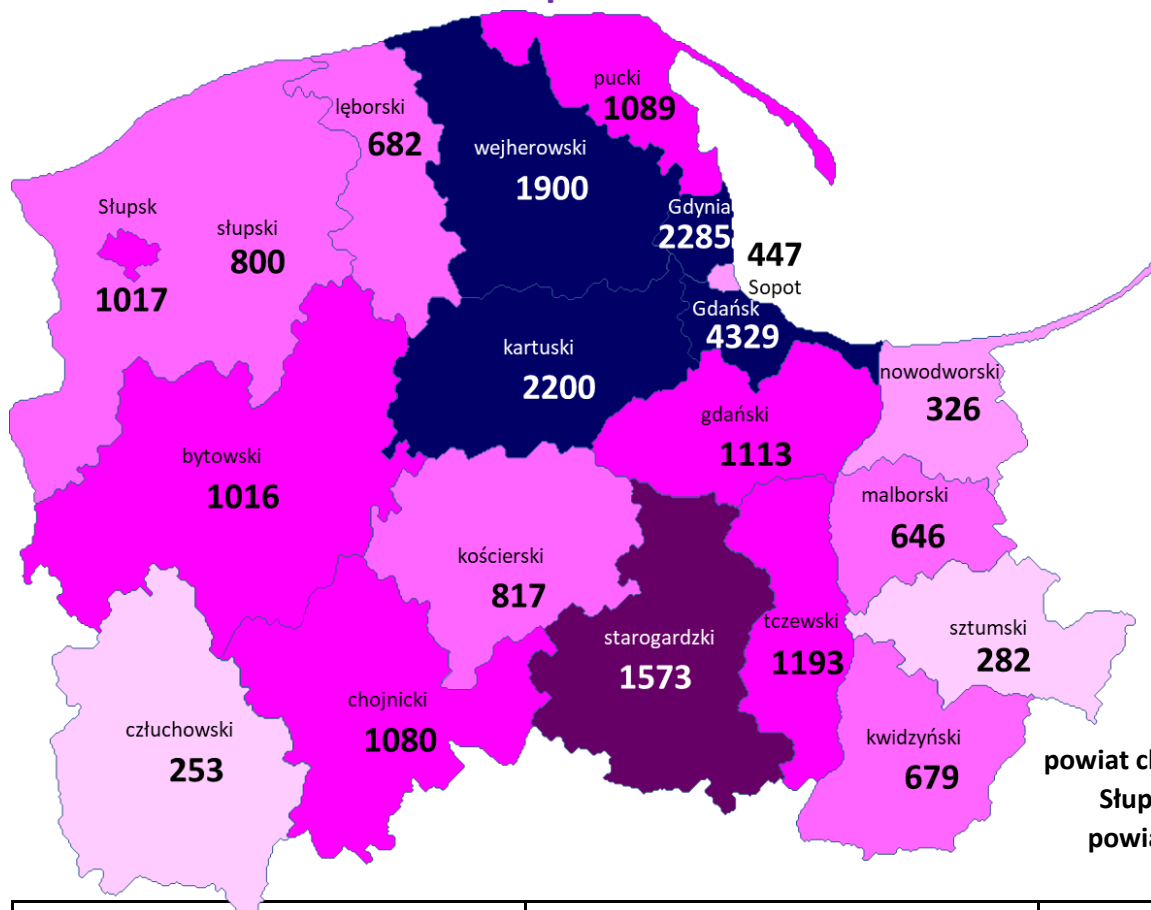 pucki
1089
lęborski
682
wejherowski
1900
Słupsk
1017
słupski
800
Gdynia
2285
447
Sopot
Gdańsk
4329
kartuski
2200
nowodworski
326
gdański
1113
bytowski
1016
malborski
646
kościerski
817
starogardzki
1573
tczewski
1193
sztumski
282
chojnicki
1080
człuchowski
253
kwidzyński
679
powiat